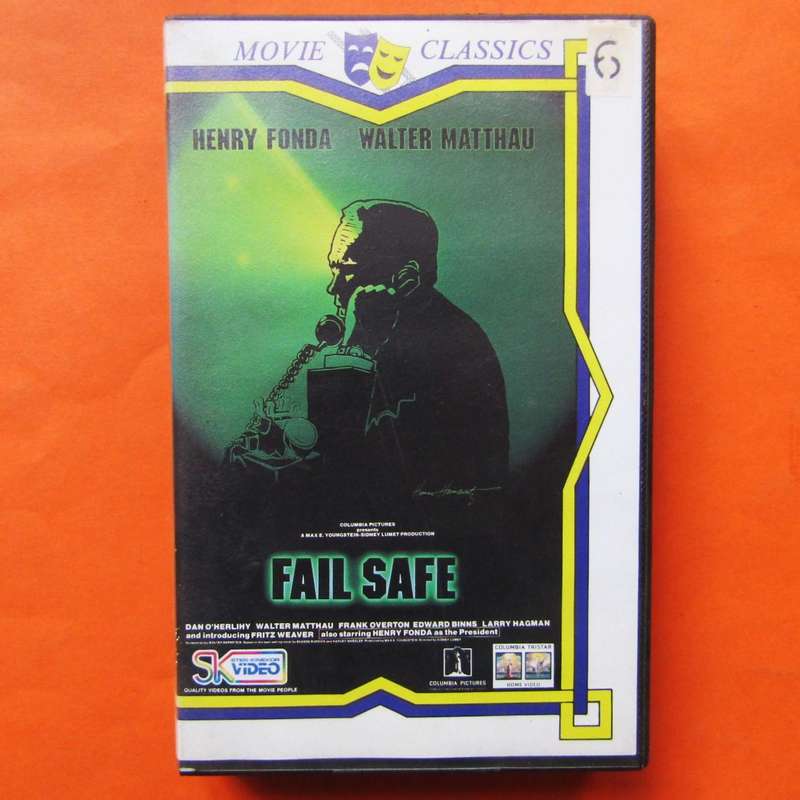 MOVIE CLASSICS
6
HENRY FONDA WALTER MATTHAU
COLUMBIA PICTURES
presents
A MAX E. YOUNGSTEIN-SIDNEY LUMET PRODUCTION
FAIL SAFE
DAN O'HERLIHY WALTER MATTHAU FRANK OVERTON EDWARD BINNS LARRY HAGMAN
and introducing FRITZ WEAVER also starring HENRY FONDA as the President
SK STER-KINEKOR
VIDEO
QUALITY VIDEOS FROM THE MOVIE PEOPLE
COLUMBIA PICTURES
COLUMBIA TRISTAR
HOME VIDEO